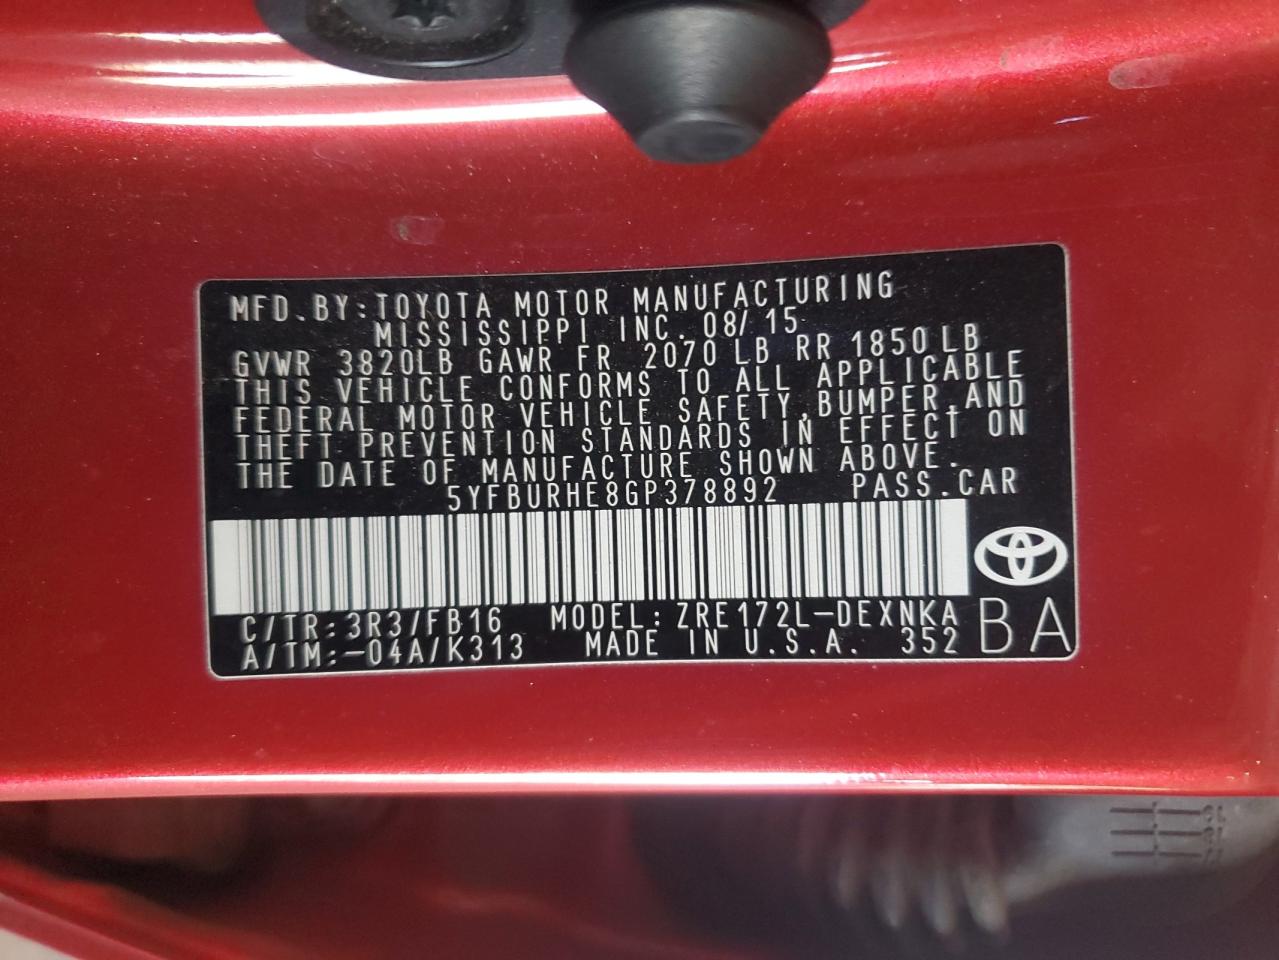 MFD.BY:TOYOTA MOTOR MANUFACTURING
MISSISSIPPI INC. 08/15
GVWR 3820LB GAWR FR 2070 LB RR 1850 LB
THIS VEHICLE CONFORMS TO ALL APPLICABLE
FEDERAL MOTOR VEHICLE SAFETY, BUMPER, AND
THEFT PREVENTION STANDARDS IN EFFECT ON
THE DATE OF MANUFACTURE SHOWN ABOVE.
5YFBURHE8GP378892 PASS.CAR
C/TR:3R3/FB16 MODEL:ZRE172L-DEXNKA
A/TM:-04A/K313 MADE IN U.S.A. 352 BA